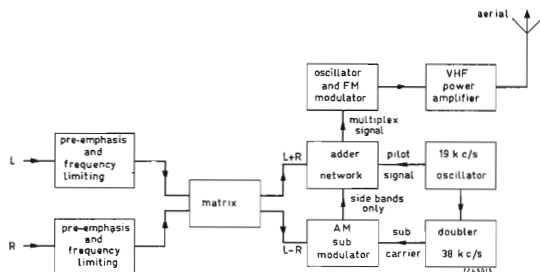 aerial
oscillator
and FM
modulator
VHF
power
amplifier
multiplex
signal
L
pre-emphasis
and
frequency
limiting
L+R
adder
network
pilot
signal
19 k c/s
oscillator
matrix
side bands
only
R
pre-emphasis
and
frequency
limiting
L-R
AM
sub
modulator
sub
carrier
doubler
38 k c/s